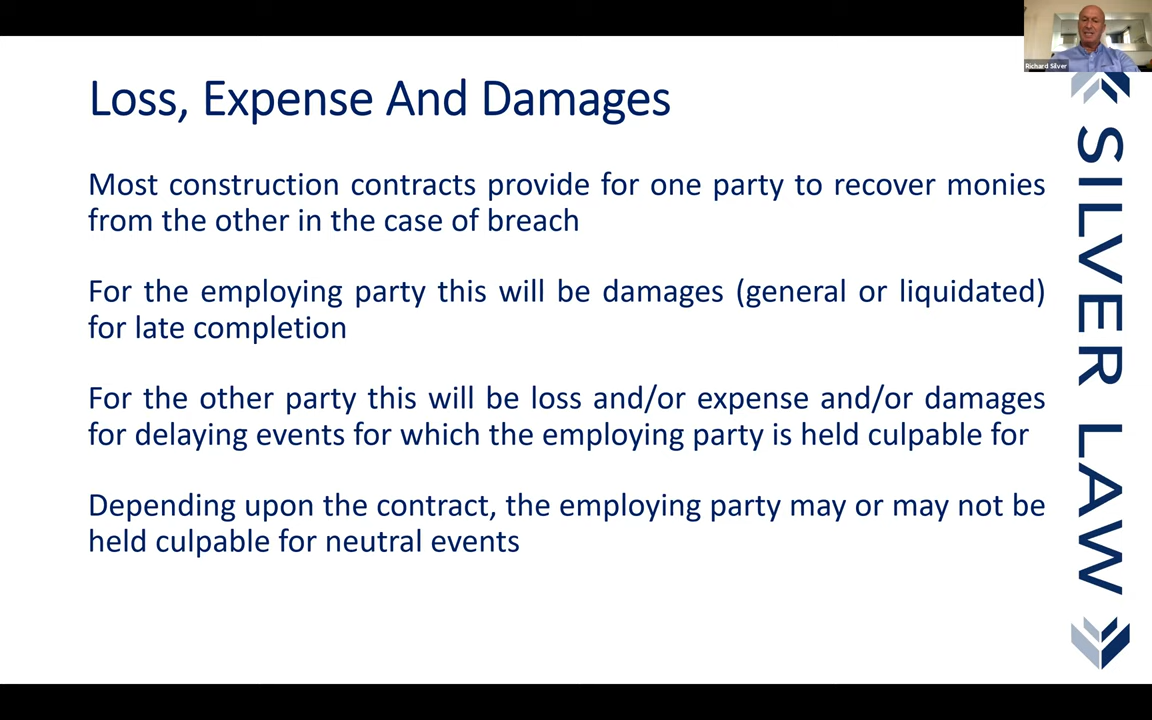 Richard Silver
Loss, Expense And Damages
Most construction contracts provide for one party to recover monies
from the other in the case of breach
For the employing party this will be damages (general or liquidated)
for late completion
For the other party this will be loss and/or expense and/or damages
for delaying events for which the employing party is held culpable for
Depending upon the contract, the employing party may or may not be
held culpable for neutral events
SILVER LAW